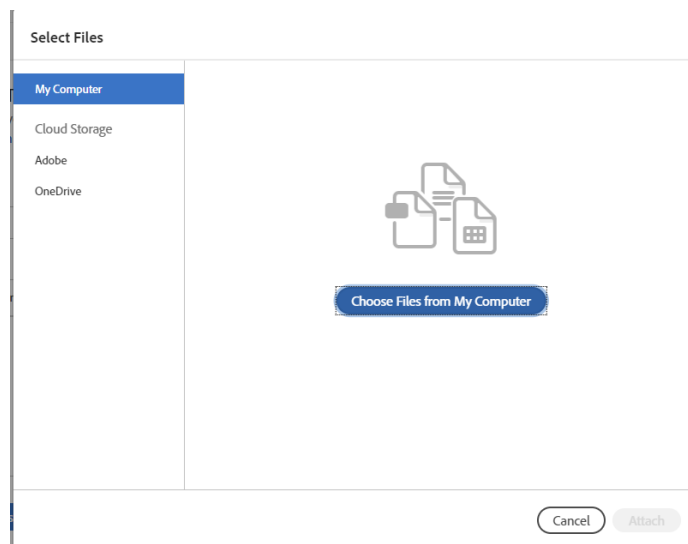 Select Files
My Computer
Cloud Storage
Adobe
OneDrive
Choose Files from My Computer
Cancel
Attach